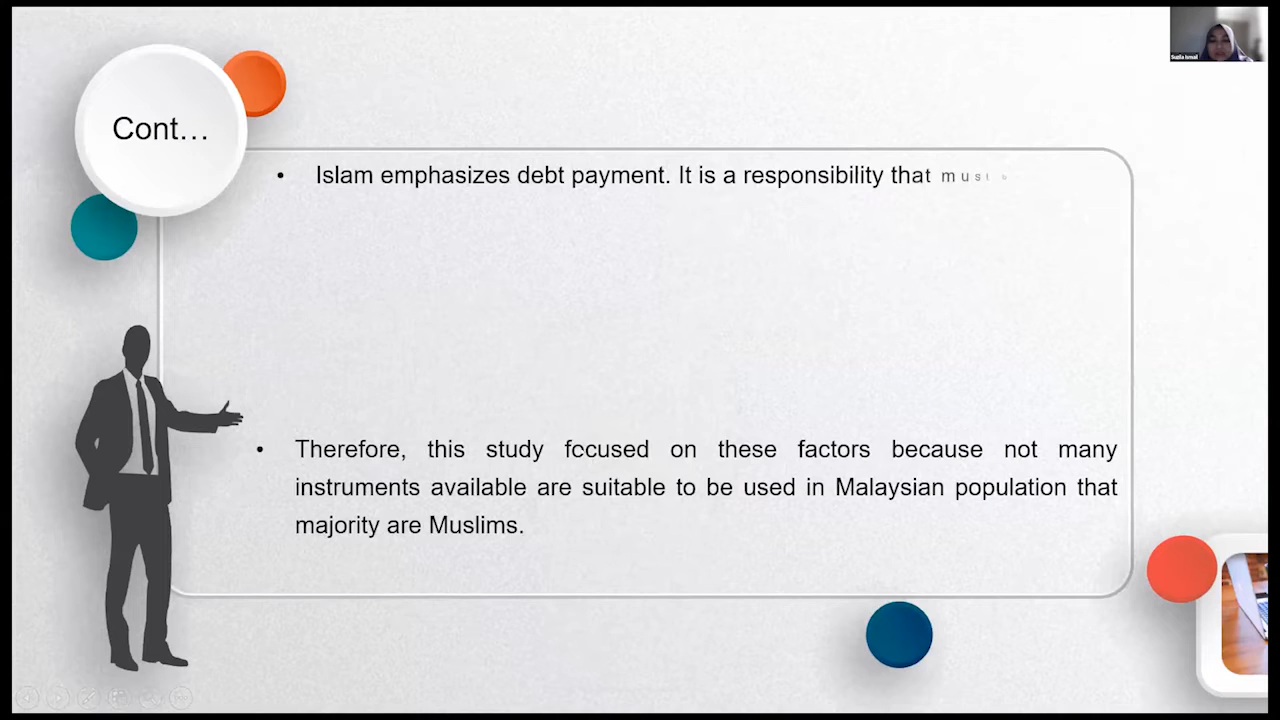 Cont...
• Islam emphasizes debt payment. It is a responsibility that must
• Therefore, this study focused on these factors because not many
instruments available are suitable to be used in Malaysian population that
majority are Muslims.